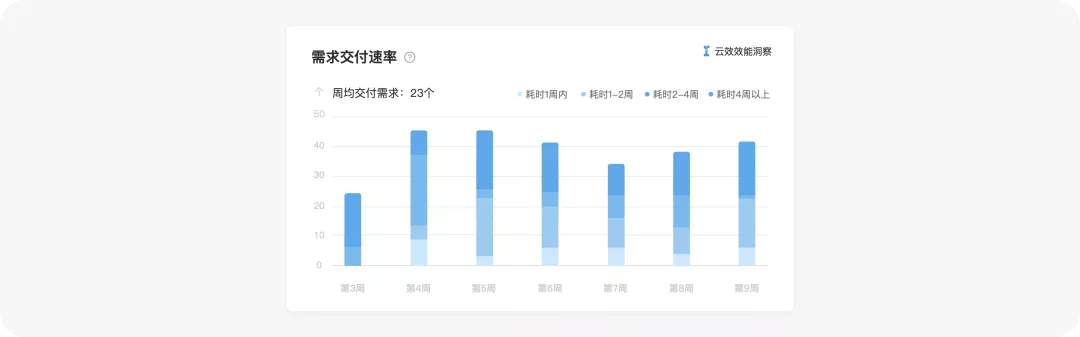 需求交付速率 ?
云效效能洞察
个 周均交付需求：23个
耗时1周内 耗时1-2周 耗时2-4周 耗时4周以上
50
40
30
20
10
0
第3周 第4周 第5周 第6周 第7周 第8周 第9周